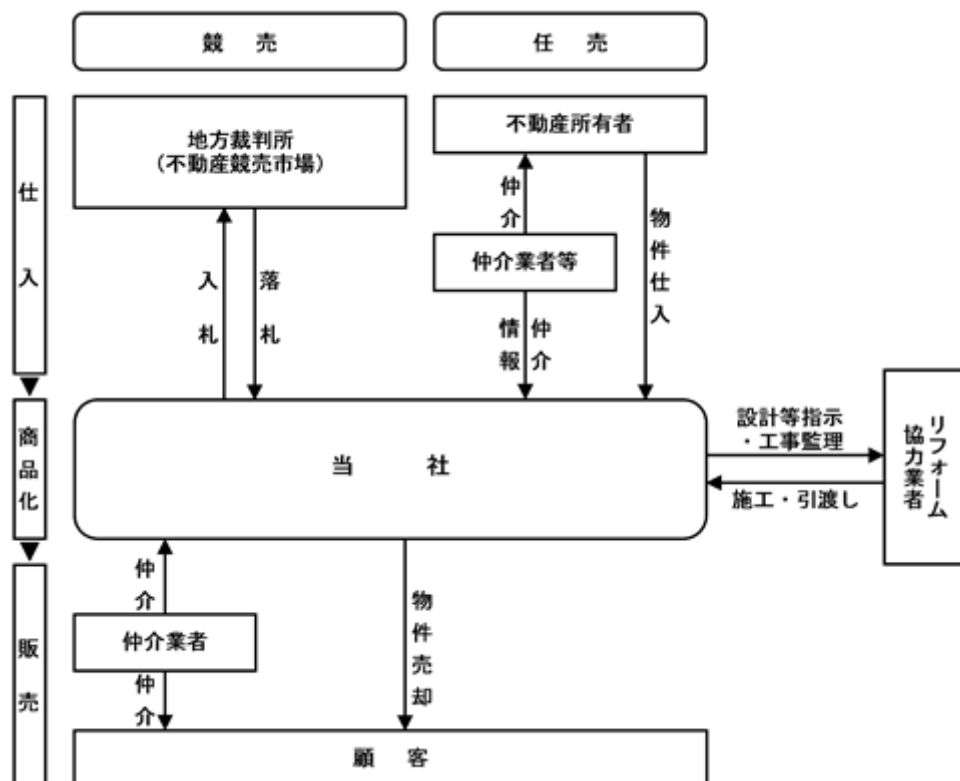 競 売
任 売
仕入
地方裁判所
(不動産競売市場)
不動産所有者
仲介
仲介業者等
物件仕入
入札
落札
情報
仲介
商品化
当 社
設計等指示
・工事監理
施工・引渡し
リフォーム
協力業者
販売
仲介
仲介業者
仲介
物件売却
顧 客